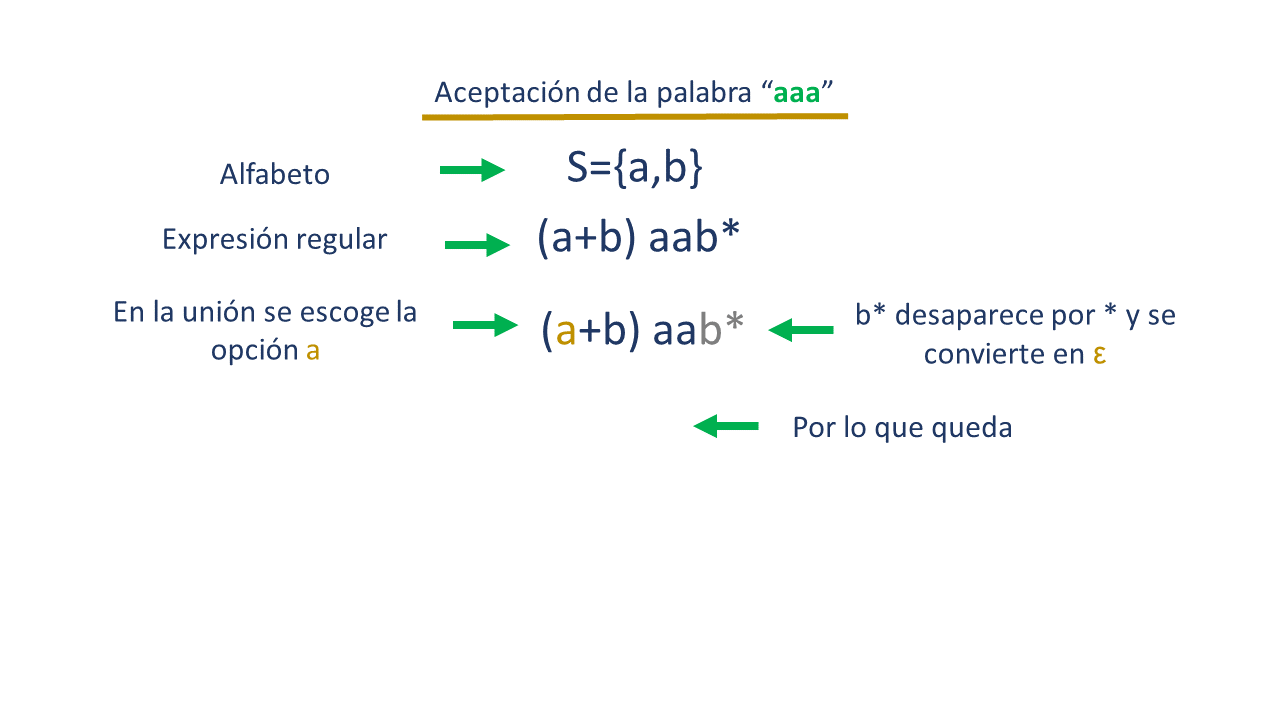 Aceptación de la palabra “aaa”
Alfabeto
S={a,b}
Expresión regular
(a+b) aab*
En la unión se escoge la
opción a
(a+b) aab*
b* desaparece por * y se
convierte en ε
Por lo que queda